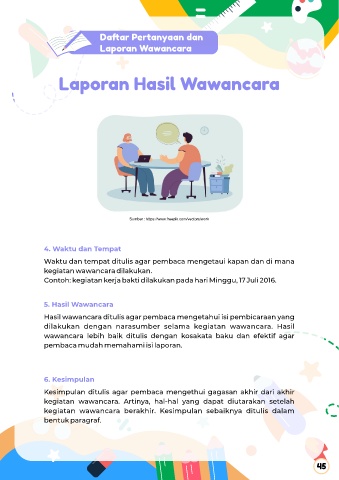 Daftar Pertanyaan dan
Laporan Wawancara
Laporan Hasil Wawancara
Sumber : https://www.freepik.com/vectors/room
4. Waktu dan Tempat
Waktu dan tempat ditulis agar pembaca mengetaui kapan dan di mana
kegiatan wawancara dilakukan.
Contoh: kegiatan kerja bakti dilakukan pada hari Minggu, 17 Juli 2016.
5. Hasil Wawancara
Hasil wawancara ditulis agar pembaca mengetahui isi pembicaraan yang
dilakukan dengan narasumber selama kegiatan wawancara. Hasil
wawancara lebih baik ditulis dengan kosakata baku dan efektif agar
pembaca mudah memahami isi laporan.
6. Kesimpulan
Kesimpulan ditulis agar pembaca mengethui gagasan akhir dari akhir
kegiatan wawancara. Artinya, hal-hal yang dapat diutarakan setelah
kegiatan wawancara berakhir. Kesimpulan sebaiknya ditulis dalam
bentuk paragraf.
45